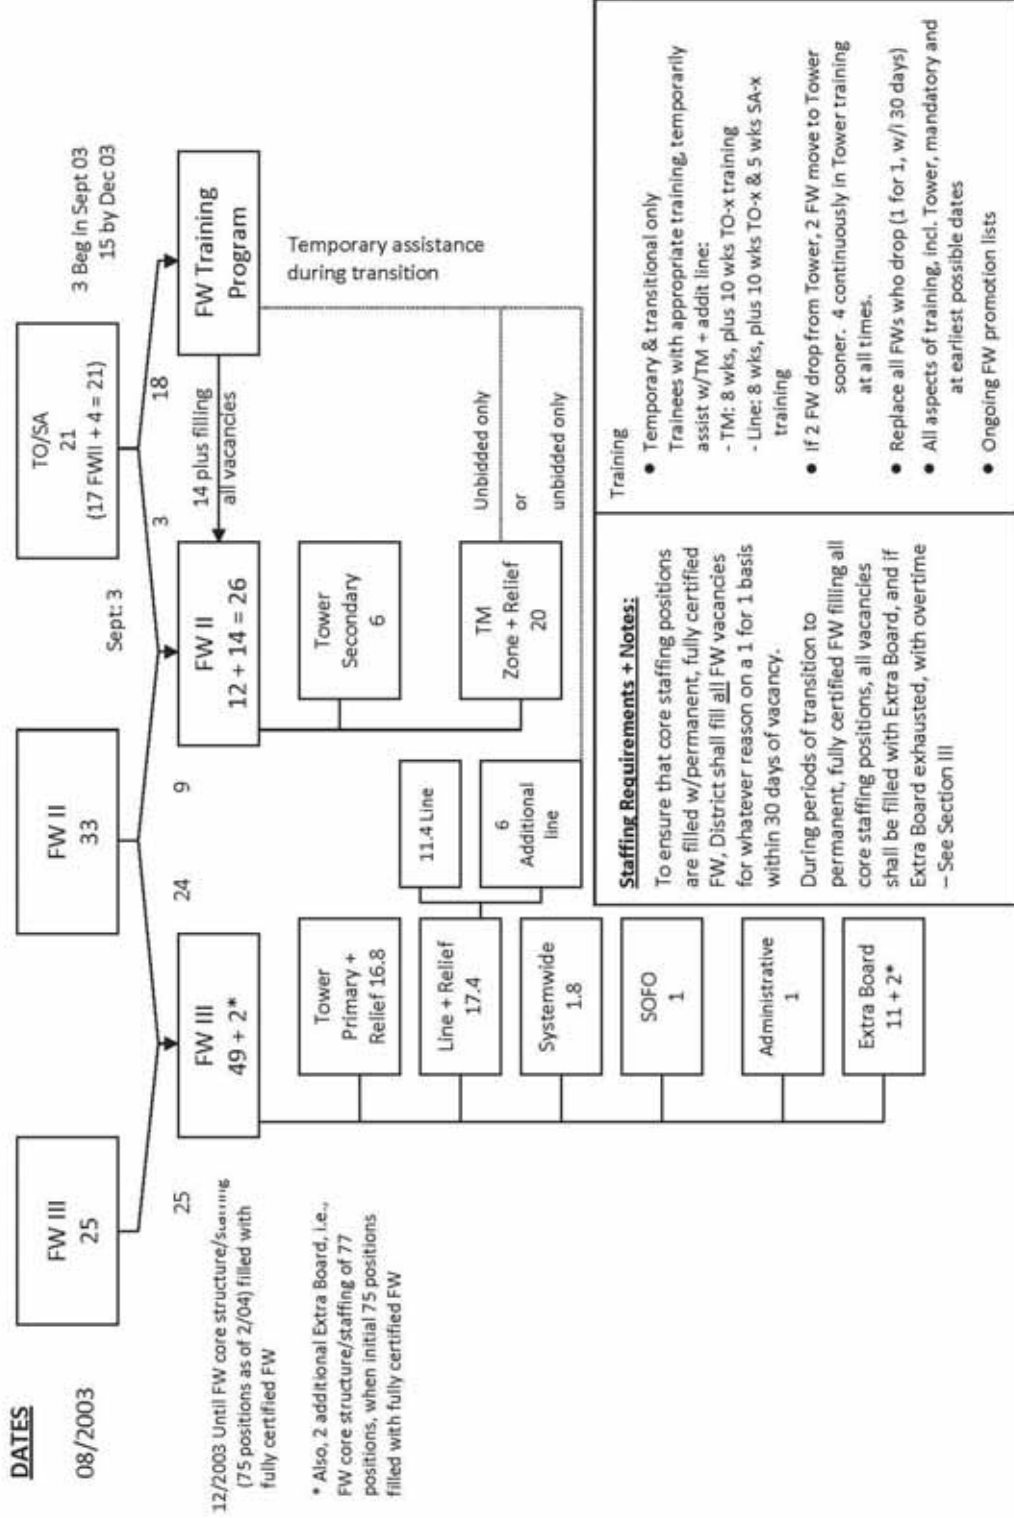 DATES
08/2003
FW III
25
FW II
33
TO/SA
21
(17 FWII + 4 = 21)
3 Beg in Sept 03
15 by Dec 03
Sept: 3
25
24
9
3
18
12/2003 Until FW core structure/staffing
(75 positions as of 2/04) filled with
fully certified FW
* Also, 2 additional Extra Board, i.e.,
FW core structure/staffing of 77
positions, when initial 75 positions
filled with fully certified FW
FW III
49 + 2*
FW II
12 + 14 = 26
14 plus filling
all vacancies
FW Training
Program
Tower
Primary +
Relief 16.8
Line + Relief
17.4
Systemwide
1.8
SOFO
1
Administrative
1
Extra Board
11 + 2*
11.4 Line
6
Additional
line
Tower
Secondary
6
TM
Zone + Relief
20
Temporary assistance
during transition
Unbidded only
or
unbidded only
Staffing Requirements + Notes:
To ensure that core staffing positions
are filled w/permanent, fully certified
FW, District shall fill all FW vacancies
for whatever reason on a 1 for 1 basis
within 30 days of vacancy.
During periods of transition to
permanent, fully certified FW filling all
core staffing positions, all vacancies
shall be filled with Extra Board, and if
Extra Board exhausted, with overtime
– See Section III
Training
● Temporary & transitional only
Trainees with appropriate training, temporarily
assist w/TM + addit line:
- TM: 8 wks, plus 10 wks TO-x training
- Line: 8 wks, plus 10 wks TO-x & 5 wks SA-x
training
● If 2 FW drop from Tower, 2 FW move to Tower
sooner. 4 continuously in Tower training
at all times.
● Replace all FWs who drop (1 for 1, w/i 30 days)
● All aspects of training, incl. Tower, mandatory and
at earliest possible dates
● Ongoing FW promotion lists